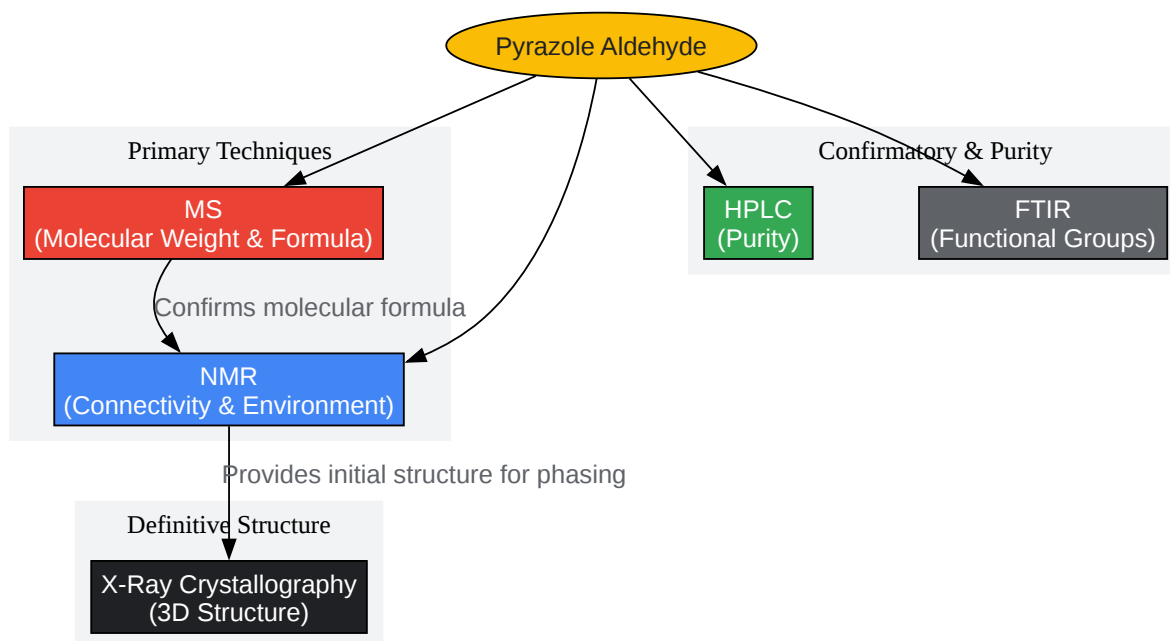 Pyrazole Aldehyde
Primary Techniques
Confirmatory & Purity
MS
(Molecular Weight & Formula)
HPLC
(Purity)
FTIR
(Functional Groups)
Confirms molecular formula
NMR
(Connectivity & Environment)
Provides initial structure for phasing
Definitive Structure
X-Ray Crystallography
(3D Structure)